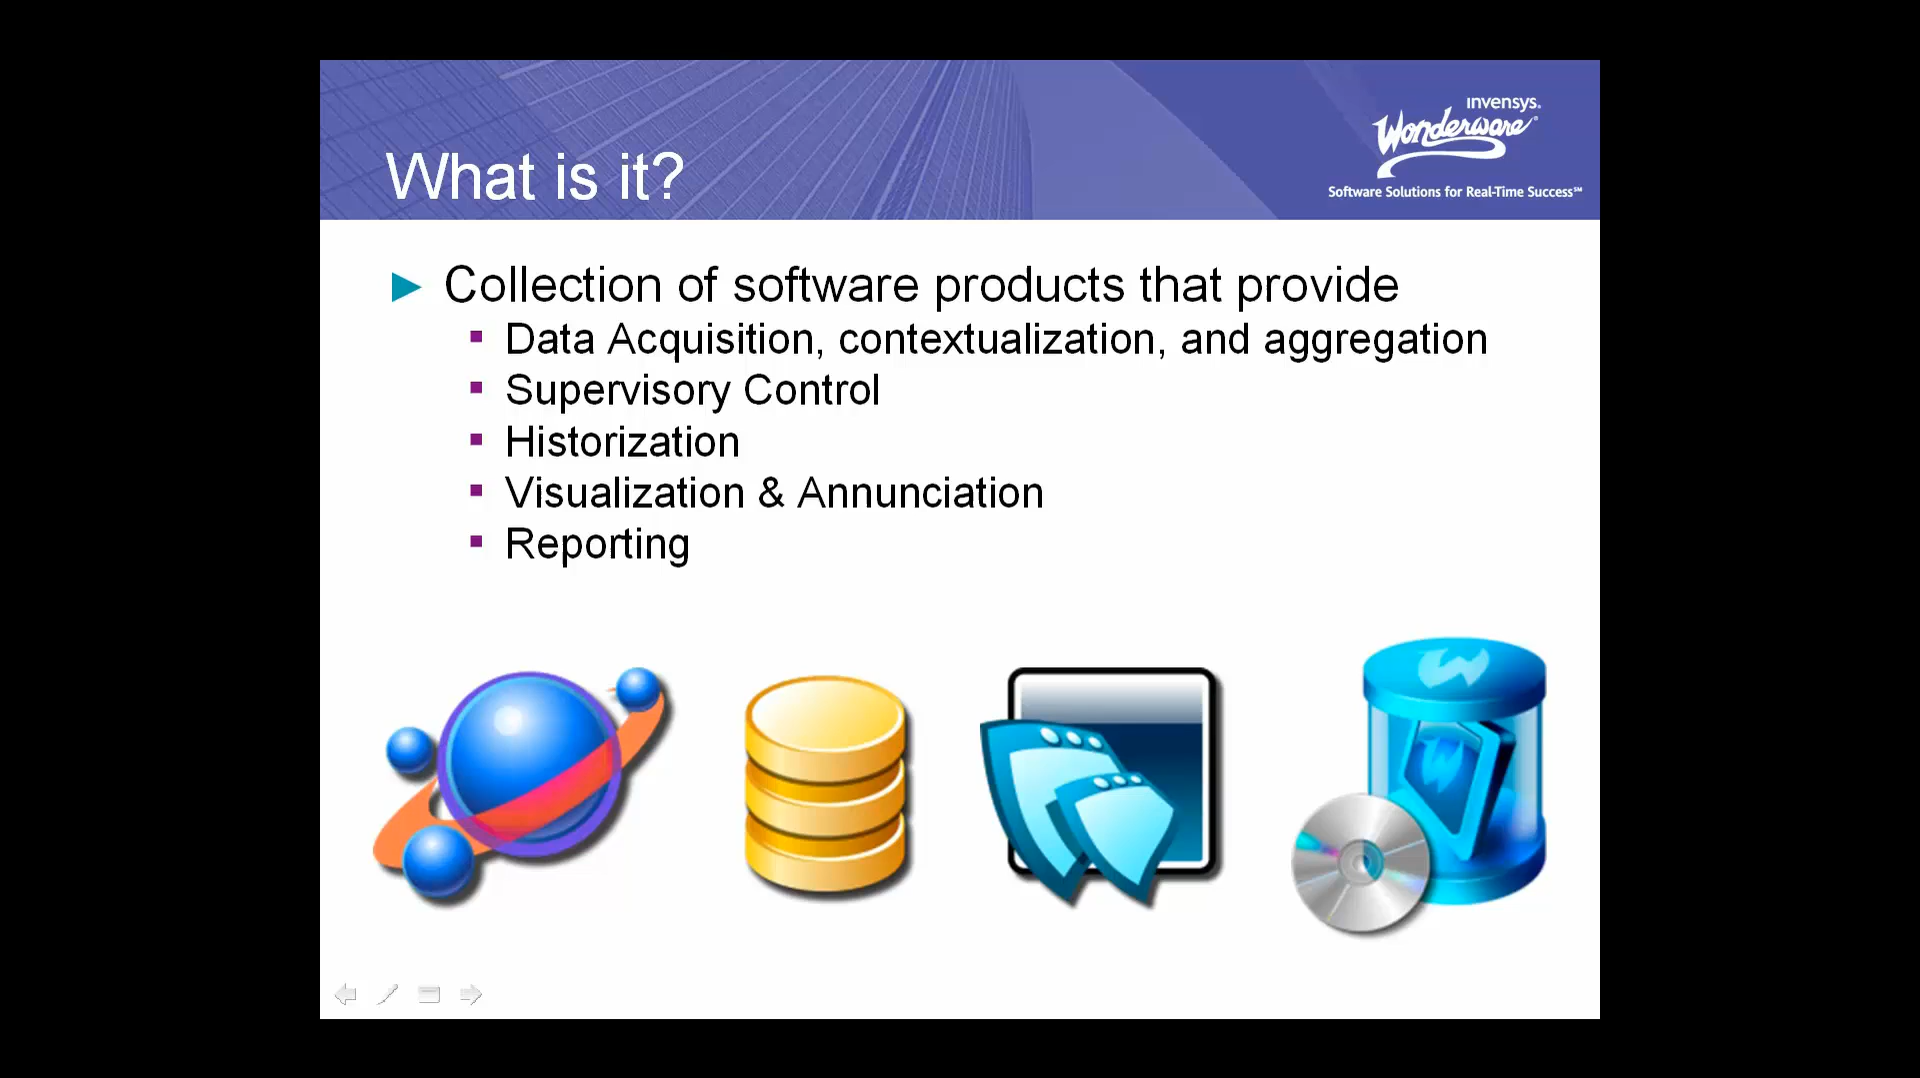 invensys.
Wonderware®
Software Solutions for Real-Time Success℠
What is it?
► Collection of software products that provide
▪ Data Acquisition, contextualization, and aggregation
▪ Supervisory Control
▪ Historization
▪ Visualization & Annunciation
▪ Reporting
W
W